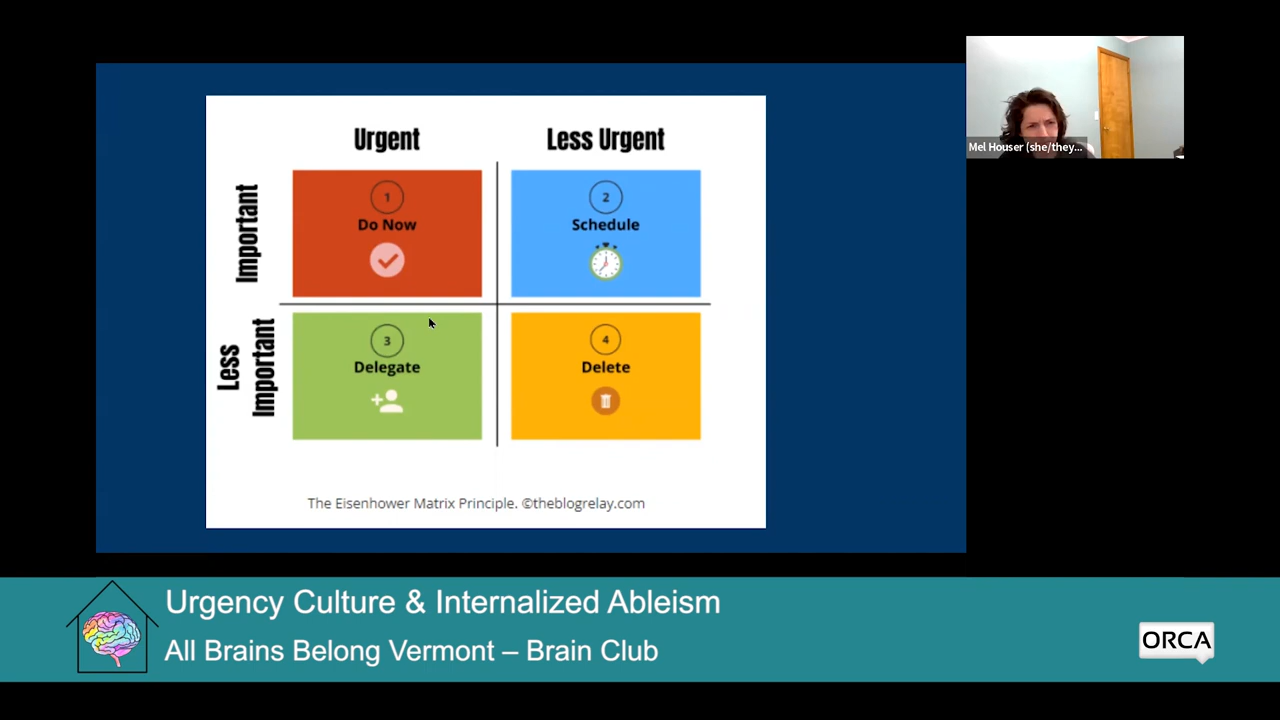 Urgent
Less Urgent
Important
1
Do Now
2
Schedule
Less
Important
3
Delegate
4
Delete
The Eisenhower Matrix Principle. ©theblogrelay.com
Mel Houser (she/they...
Urgency Culture & Internalized Ableism
All Brains Belong Vermont – Brain Club
ORCA